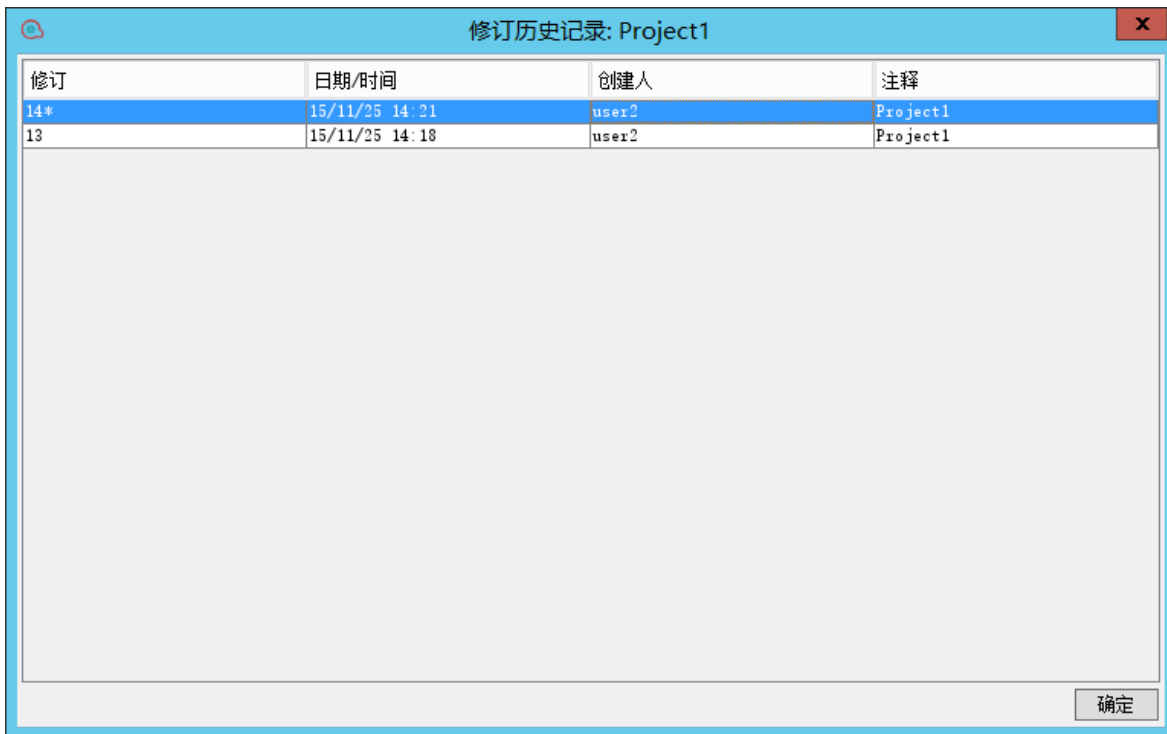 修订历史记录: Project1
x
修订 日期/时间 创建人 注释
14* 15/11/25 14:21 user2 Project1
13 15/11/25 14:18 user2 Project1
确定